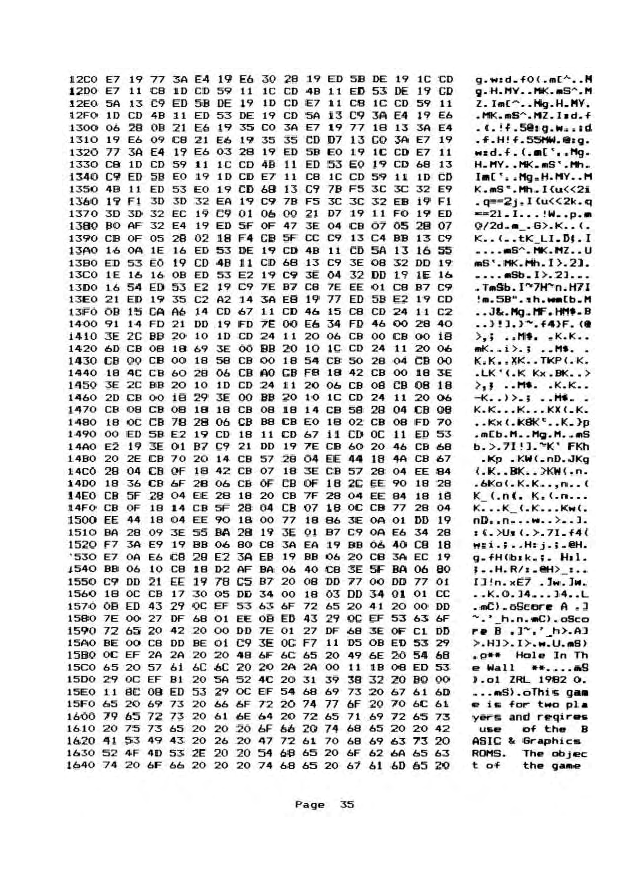 12C0 E7 19 77 3A E4 19 E6 30 28 19 ED 5B DE 19 1C CD g.w:d.f0(.m[^..M
12D0 E7 11 C8 1D CD 59 11 1C CD 4B 11 ED 53 DE 19 CD g.H.MY..MK.mS^.M
12E0 5A 13 C9 ED 5B DE 19 1D CD E7 11 C8 1C CD 59 11 Z.Im[^..Mg.H.MY.
12F0 1D CD 4B 11 CD 53 DE 19 CD 5A 13 C9 3A E4 19 E6
1300 06 28 0B 21 E6 19 35 C0 3A E7 19 77 18 13 3A E4 .(.!f.5@:g.w..:d
1310 19 E6 09 C8 21 E6 19 35 35 CD D7 13 C0 3A E7 19 .f.H!f.55MW.@:g.
1320 77 3A E4 19 E6 03 28 19 ED 5B E0 19 1C CD E7 11 w:d.f.(.m[`..Mg.
1330 C8 1D CD 59 11 1C CD 4B 11 ED 53 E0 19 CD 68 13 H.MY..MK.mS`.Mh.
1340 C9 ED 5B E0 19 1D CD E7 11 C8 1C CD 59 11 1D CD Im[`..Mg.H.MY..M
1350 4B 11 ED 53 E0 19 CD 68 13 C9 7B F5 3C 3C 32 E9 K.mS`.Mh.I{u<<2i
1360 19 F1 3D 3D 32 EA 19 C9 7B F5 3C 3C 32 EB 19 F1 .q==2j.I{u<<2k.q
1370 3D 3D 32 EC 19 C9 01 06 00 21 D7 19 11 F0 19 ED ==2l.I...!W..p.m
1380 B0 AF 32 E4 19 ED 5F 0F 47 3E 04 CB 07 05 28 07 0/2d.m_.G>.K..(.
1390 CB 0F 05 28 02 18 F4 CB 5F CC C9 13 C4 BB 13 C9 K..(..tK_LI.D;.I
13A0 16 0A 1E 16 ED 53 DE 19 CD 4B 11 CD 5A 13 16 55 .....mS^.MK.MZ..U
13B0 ED 53 E0 19 CD 4B 11 CD 68 13 C9 3E 08 32 DD 19 mS`.MK.Mh.I>.2].
13C0 1E 16 16 0B ED 53 E2 19 C9 3E 04 32 DD 19 1E 16 ....mSb.I>.2]...
13D0 16 54 ED 53 E2 19 C9 7E B7 C8 7E EE 01 C8 B7 C9 .TmSb.I~7H~n.H7I
13E0 21 ED 19 35 C2 A2 14 3A E8 19 77 ED 5B E2 19 CD !m.5B".:h.wm[b.M
13F0 0B 15 CA A6 14 CD 67 11 CD 46 15 C8 CD 24 11 C2 ..J&.Mg.MF.HM$.B
1400 91 14 FD 21 DD 19 FD 7E 00 E6 34 FD 46 00 28 40 ..}!].}~.f4}F.(@
1410 3E 2C BB 20 10 1D CD 24 11 20 06 CB 00 CB 00 18 >,; ..M$. .K.K..
1420 6D CB 08 18 69 3E 00 BB 20 10 1C CD 24 11 20 06 mK..i>.; ..M$. .
1430 CB 00 CB 00 18 58 CB 00 18 54 CB 50 28 04 CB 00 K.K..XK..TKP(.K.
1440 18 4C CB 60 28 06 CB A0 CB F8 18 42 CB 00 18 3E .LK`(.K Kx.BK..>
1450 3E 2C BB 20 10 1D CD 24 11 20 06 CB 08 CB 08 18 >,; ..M$. .K.K..
1460 2D CB 00 18 29 3E 00 BB 20 10 1C CD 24 11 20 06 -K..)>.; ..M$. .
1470 CB 08 CB 08 18 18 CB 08 18 14 CB 58 28 04 CB 08 K.K...K...KX(.K.
1480 18 0C CB 78 28 06 CB B8 CB E0 18 02 CB 08 FD 70 ..Kx(.K8K`..K.}p
1490 00 ED 5B E2 19 CD 18 11 CD 67 11 CD 0C 11 ED 53 .m[b.M..Mg.M..mS
14A0 E2 19 3E 01 B7 C9 21 DD 19 7E CB 60 20 46 CB 68 b.>.7I!].~K` FKh
14B0 20 2E CB 70 20 14 CB 57 28 04 EE 44 18 4A CB 67 .Kp .KW(.nD.JKg
14C0 28 04 CB 0F 18 42 CB 07 18 3E CB 57 28 04 EE 84 (.K..BK..>KW(.n.
14D0 18 36 CB 6F 28 06 CB 0F CB 0F 18 2C EE 90 18 28 .6Ko(.K.K..,n..(
14E0 CB 5F 28 04 EE 28 18 20 CB 7F 28 04 EE 84 18 18 K_(.n(. K.(.n...
14F0 CB 0F 18 14 CB 5F 28 04 CB 07 18 0C CB 77 28 04 K...K_(.K...Kw(.
1500 EE 44 18 04 EE 90 18 00 77 18 B6 3E 0A 01 DD 19 nD..n...w..>..].
1510 BA 28 09 3E 55 BA 28 19 3E 01 B7 C9 0A E6 34 28 :(.>U:(.>.7I.f4(
1520 F7 3A E9 19 BB 06 80 C8 3A EA 19 BB 06 40 C8 18 w:i.;..H:j.;.@H.
1530 E7 0A E6 C8 28 E2 3A EB 19 BB 06 20 C8 3A EC 19 g.fH(b:k.;. H:l.
1540 BB 06 10 C8 18 D2 AF BA 06 40 C8 3E 5F BA 06 80 ;..H.R/:.@H>_:..
1550 C9 DD 21 EE 19 78 C5 B7 20 08 DD 77 00 DD 77 01 I]!n.xE7 .]w.]w.
1560 18 0C CB 17 30 05 DD 34 00 18 03 DD 34 01 01 CC ..K.0.]4...]4..L
1570 0B ED 43 29 0C EF 53 63 6F 72 65 20 41 20 00 DD .mC).oScore A .]
1580 7E 00 27 DF 68 01 EE 0B ED 43 29 0C EF 53 63 6F ~.'_h.n.mC).oSco
1590 72 65 20 42 20 00 DD 7E 01 27 DF 68 3E 0F C1 DD re B .]~.'_h>.A]
15A0 BE 00 C8 DD BE 01 C9 3E 0C F7 11 D5 0B ED 53 29 >.H]>.I>.w.U.mS)
15B0 0C EF 2A 2A 20 20 48 6F 6C 65 20 49 6E 20 54 68 .o** Hole In Th
15C0 65 20 57 61 6C 6C 20 20 2A 2A 00 11 1B 08 ED 53 e Wall **....mS
15D0 29 0C EF B1 20 5A 52 4C 20 31 39 38 32 20 B0 00 ).o1 ZRL 1982 0.
15E0 11 8C 08 ED 53 29 0C EF 54 68 69 73 20 67 61 6D ...mS).oThis gam
15F0 65 20 69 73 20 66 6F 72 20 74 77 6F 20 70 6C 61 e is for two pla
1600 79 65 72 73 20 61 6E 64 20 72 65 71 69 72 65 73 yers and reqires
1610 20 75 73 65 20 20 20 6F 66 20 74 68 65 20 20 42 use of the B
1620 41 53 49 43 20 26 20 47 72 61 70 68 69 63 73 20 ASIC & Graphics
1630 52 4F 4D 53 2E 20 20 54 68 65 20 6F 62 6A 65 63 ROMS. The objec
1640 74 20 6F 66 20 20 20 74 68 65 20 67 61 6D 65 20 t of the game
Page 35